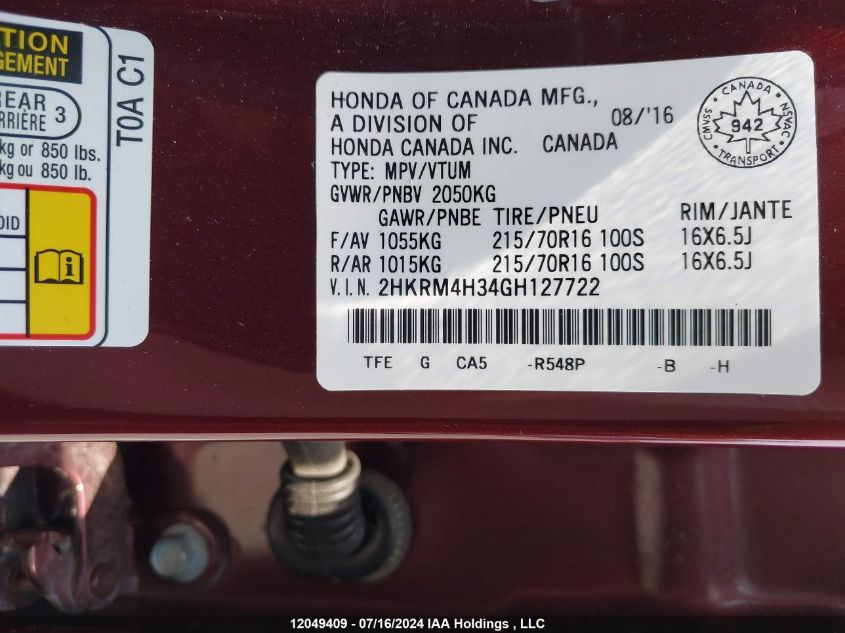 TION
GEMENT
REAR 3
RRIÈRE
kg or 850 lbs.
kg ou 850 lb.
OID
T0A C1
HONDA OF CANADA MFG.,
A DIVISION OF
HONDA CANADA INC. CANADA
08/'16
CANADA
CMVSS
NSVAC
942
TRANSPORT
TYPE: MPV/VTUM
GVWR/PNBV 2050KG
GAWR/PNBE TIRE/PNEU RIM/JANTE
F/AV 1055KG 215/70R16 100S 16X6.5J
R/AR 1015KG 215/70R16 100S 16X6.5J
V.I.N. 2HKRM4H34GH127722
TFE G CA5 -R548P -B -H
12049409 - 07/16/2024 IAA Holdings , LLC